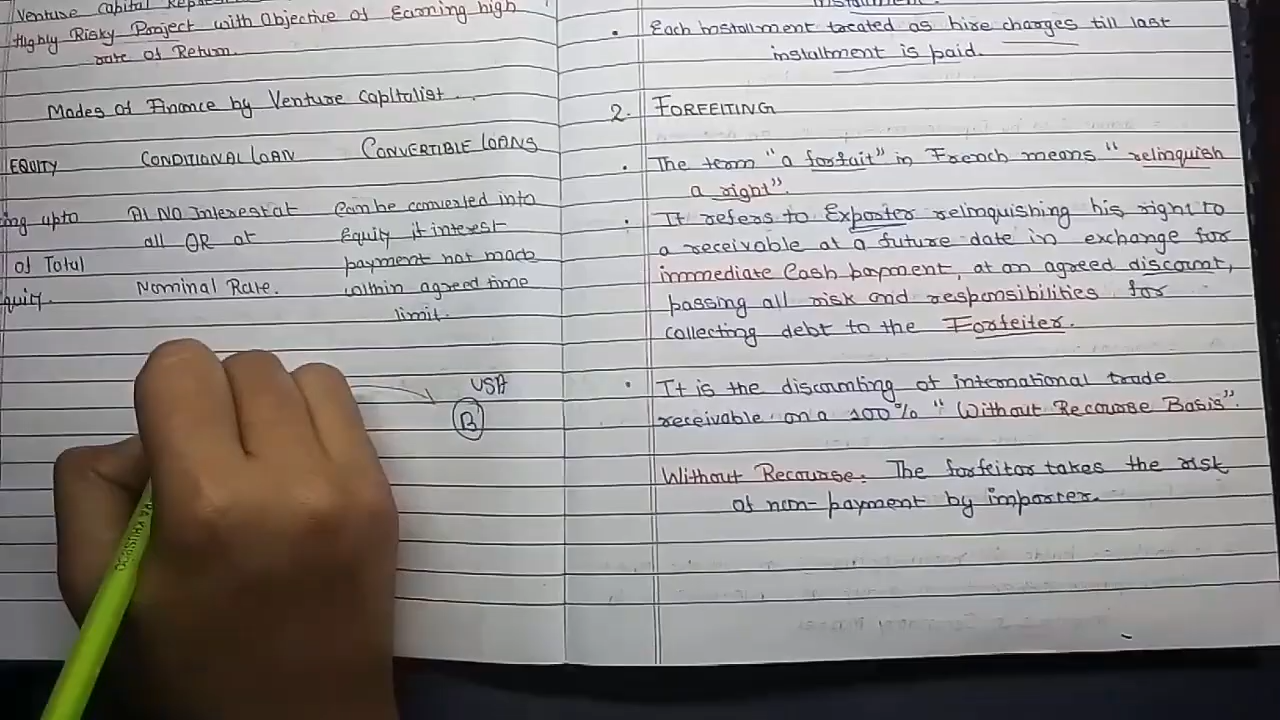 Venture Capital
Highly Risky Project with Objective of Earning high
rate of Return.
Modes of Finance by Venture Capitalist
EQUITY CONDITIONAL LOAN CONVERTIBLE LOANS
ing upto At No Interest at Can be converted into
all OR at Equity if interest
of Total payment not made
Nominal Rate. within agreed time
limit.
USA
B
Each Installment treated as hire charges till last
installment is paid.
2. FORFEITING
The term "a forfait" in French means "relinquish
a right".
It refers to Exporter relinquishing his right to
a receivable at a future date in exchange for
immediate Cash payment, at an agreed discount,
passing all risk and responsibilities for
collecting debt to the Forfeiter.
It is the discounting of international trade
receivable on a 100% "Without Recourse Basis".
Without Recourse: The forfeitor takes the risk
of non-payment by importer.